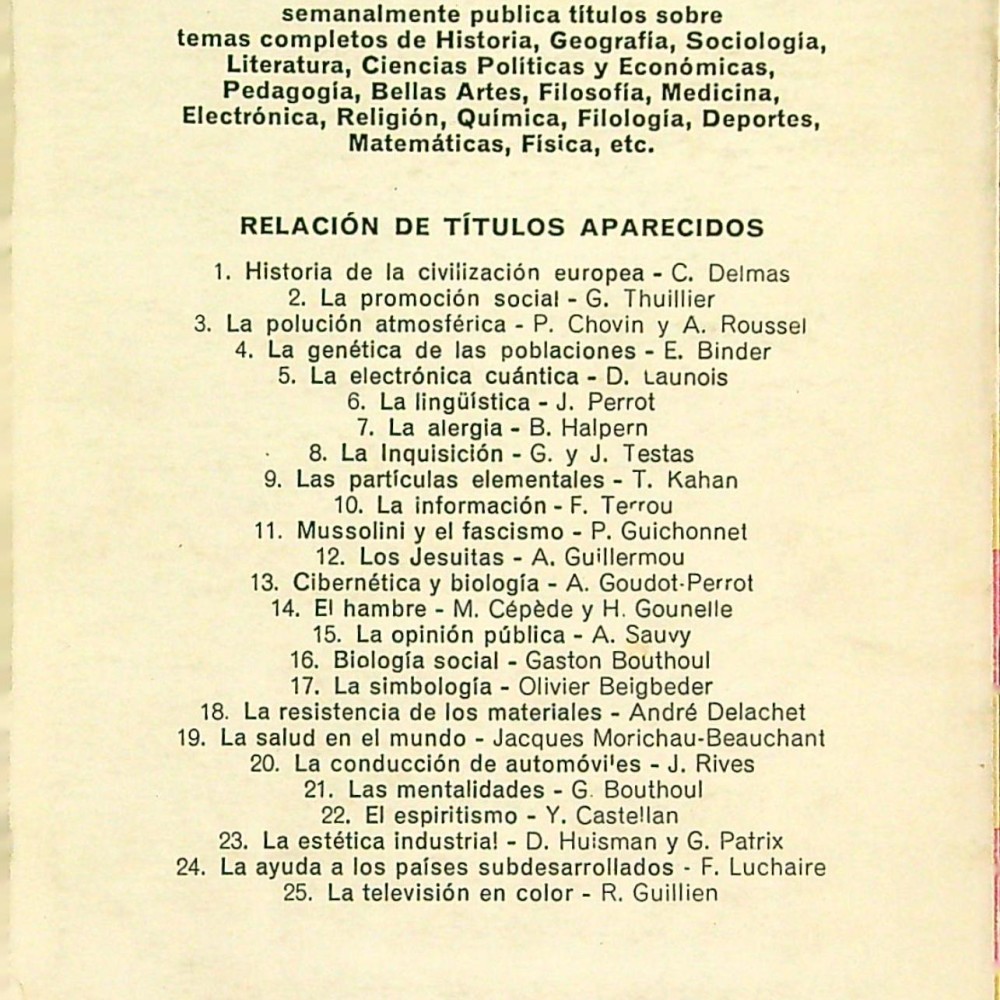 semanalmente publica títulos sobre
temas completos de Historia, Geografía, Sociología,
Literatura, Ciencias Políticas y Económicas,
Pedagogía, Bellas Artes, Filosofía, Medicina,
Electrónica, Religión, Química, Filología, Deportes,
Matemáticas, Física, etc.
RELACIÓN DE TÍTULOS APARECIDOS
1. Historia de la civilización europea - C. Delmas
2. La promoción social - G. Thuillier
3. La polución atmosférica - P. Chovin y A. Roussel
4. La genética de las poblaciones - E. Binder
5. La electrónica cuántica - D. Launois
6. La lingüística - J. Perrot
7. La alergia - B. Halpern
8. La Inquisición - G. y J. Testas
9. Las partículas elementales - T. Kahan
10. La información - F. Terrou
11. Mussolini y el fascismo - P. Guichonnet
12. Los Jesuitas - A. Guillermou
13. Cibernética y biología - A. Goudot-Perrot
14. El hambre - M. Cépède y H. Gounelle
15. La opinión pública - A. Sauvy
16. Biología social - Gaston Bouthoul
17. La simbología - Olivier Beigbeder
18. La resistencia de los materiales - André Delachet
19. La salud en el mundo - Jacques Morichau-Beauchant
20. La conducción de automóviles - J. Rives
21. Las mentalidades - G. Bouthoul
22. El espiritismo - Y. Castellan
23. La estética industrial - D. Huisman y G. Patrix
24. La ayuda a los países subdesarrollados - F. Luchaire
25. La televisión en color - R. Guillien